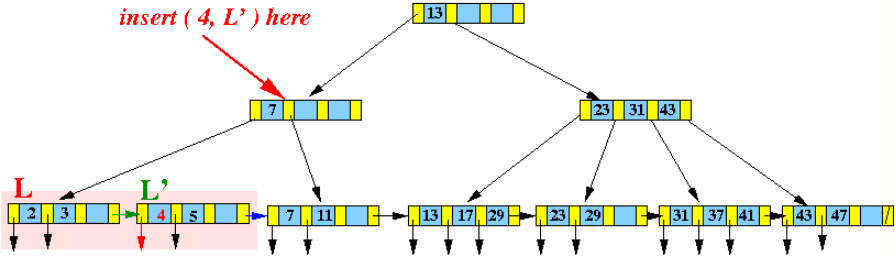 insert ( 4, L' ) here
13
7
23 31 43
L L'
2 3 4 5 7 11 13 17 29 23 29 31 37 41 43 47 /